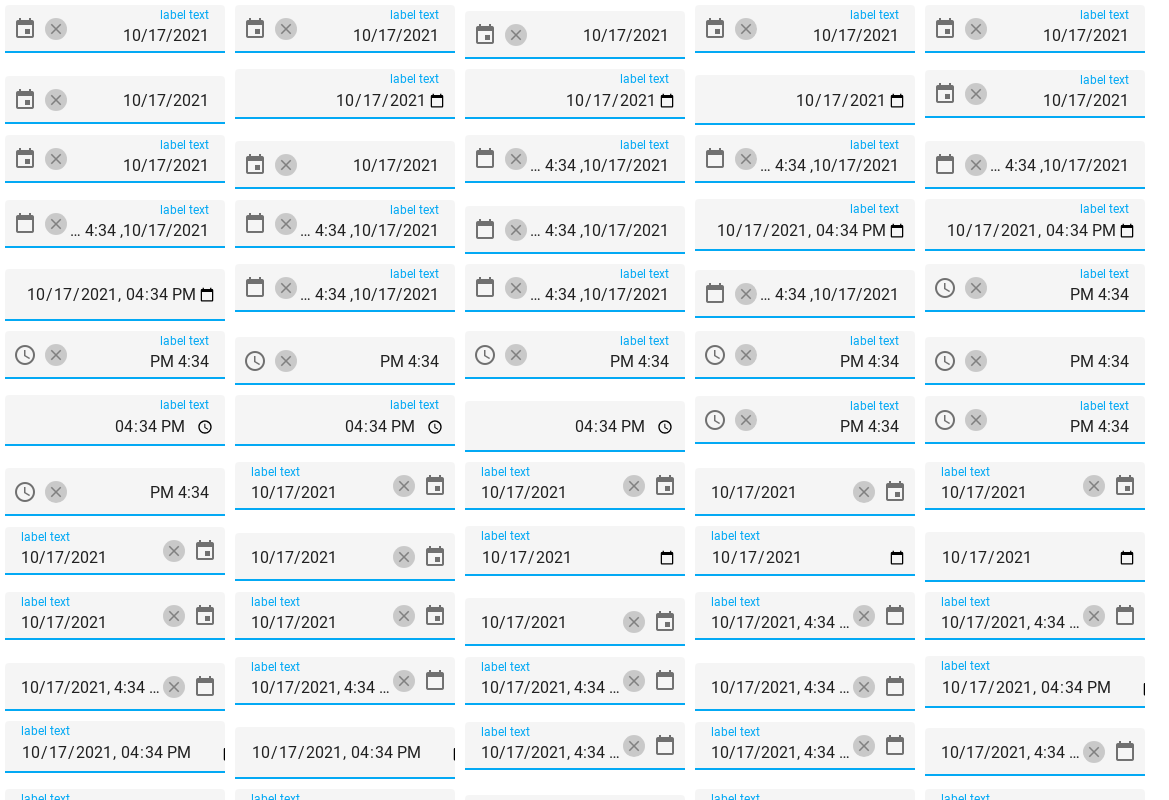 label text
10/17/2021
label text
10/17/2021
10/17/2021
label text
10/17/2021
label text
10/17/2021
10/17/2021
label text
10/17/2021
label text
10/17/2021
10/17/2021
label text
10/17/2021
label text
10/17/2021
10/17/2021
label text
... 4:34 ,10/17/2021
label text
... 4:34 ,10/17/2021
... 4:34 ,10/17/2021
label text
... 4:34 ,10/17/2021
label text
... 4:34 ,10/17/2021
... 4:34 ,10/17/2021
label text
10/17/2021, 04:34 PM
label text
10/17/2021, 04:34 PM
10/17/2021, 04:34 PM
label text
... 4:34 ,10/17/2021
label text
... 4:34 ,10/17/2021
... 4:34 ,10/17/2021
label text
PM 4:34
label text
PM 4:34
PM 4:34
label text
PM 4:34
label text
PM 4:34
PM 4:34
label text
04:34 PM
label text
04:34 PM
04:34 PM
label text
PM 4:34
label text
PM 4:34
PM 4:34
label text
10/17/2021
label text
10/17/2021
10/17/2021
label text
10/17/2021
label text
10/17/2021
10/17/2021
label text
10/17/2021
label text
10/17/2021
10/17/2021
label text
10/17/2021
label text
10/17/2021
10/17/2021
label text
10/17/2021, 4:34 ...
label text
10/17/2021, 4:34 ...
10/17/2021, 4:34 ...
label text
10/17/2021, 4:34 ...
label text
10/17/2021, 4:34 ...
10/17/2021, 4:34 ...
label text
10/17/2021, 04:34 PM
label text
10/17/2021, 04:34 PM
10/17/2021, 04:34 PM
label text
10/17/2021, 4:34 ...
label text
10/17/2021, 4:34 ...
10/17/2021, 4:34 ...
label text
label text
label text
label text